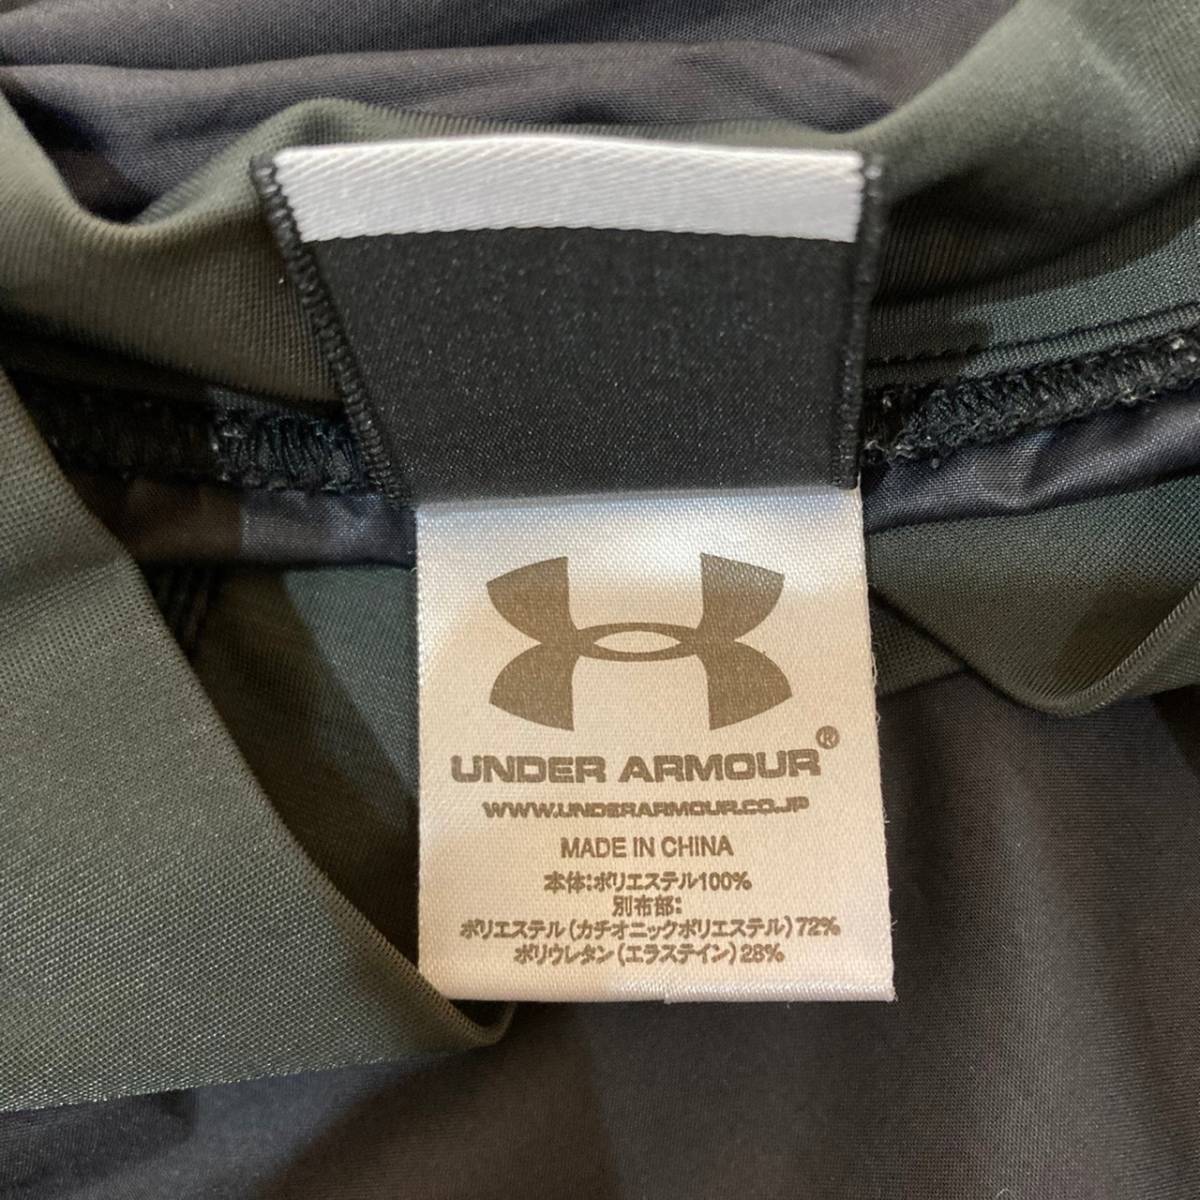 UNDER ARMOUR®
WWW.UNDERARMOUR.CO.JP
MADE IN CHINA
本体:ポリエステル100%
別布部:
ポリエステル(カチオニックポリエステル)72%
ポリウレタン(エラステイン)28%